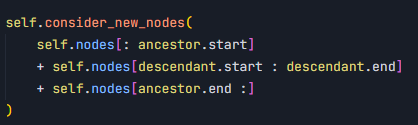 self.consider_new_nodes(
    self.nodes[: ancestor.start]
    + self.nodes[descendant.start : descendant.end]
    + self.nodes[ancestor.end :]
)